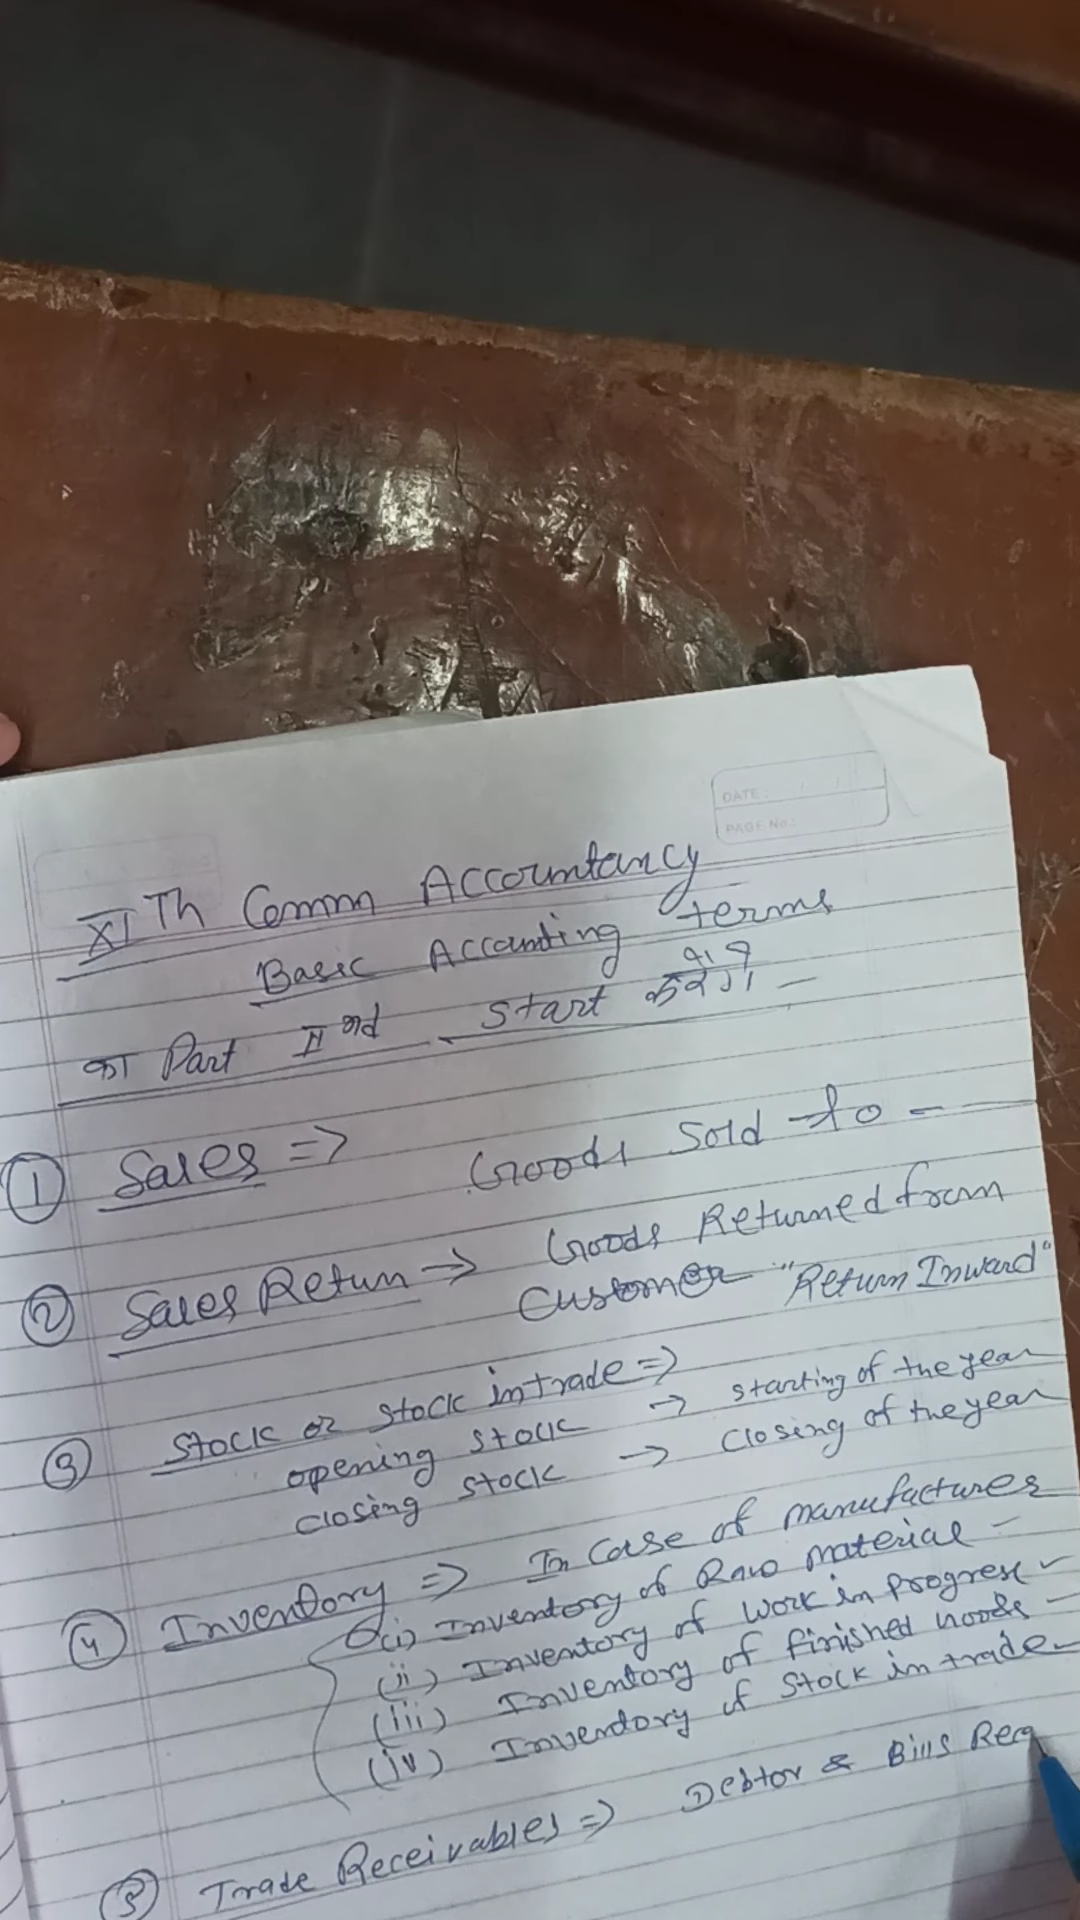 DATE:
PAGE No.:
XI Th Comm Accountancy
Basic Accounting terms
का Part II nd Start करेगें
① Sales => Goods Sold to -
② Sales Return → Goods Returned from
Customer "Return Inward"
③ Stock or stock in trade =>
opening stock → starting of the year
closing stock → closing of the year
④ Inventory => In Case of manufactures
(i) Inventory of Raw material -
(ii) Inventory of work in progress
(iii) Inventory of finished Goods -
(iv) Inventory of Stock in trade
⑤ Trade Receivables => Debtor & Bills Rec